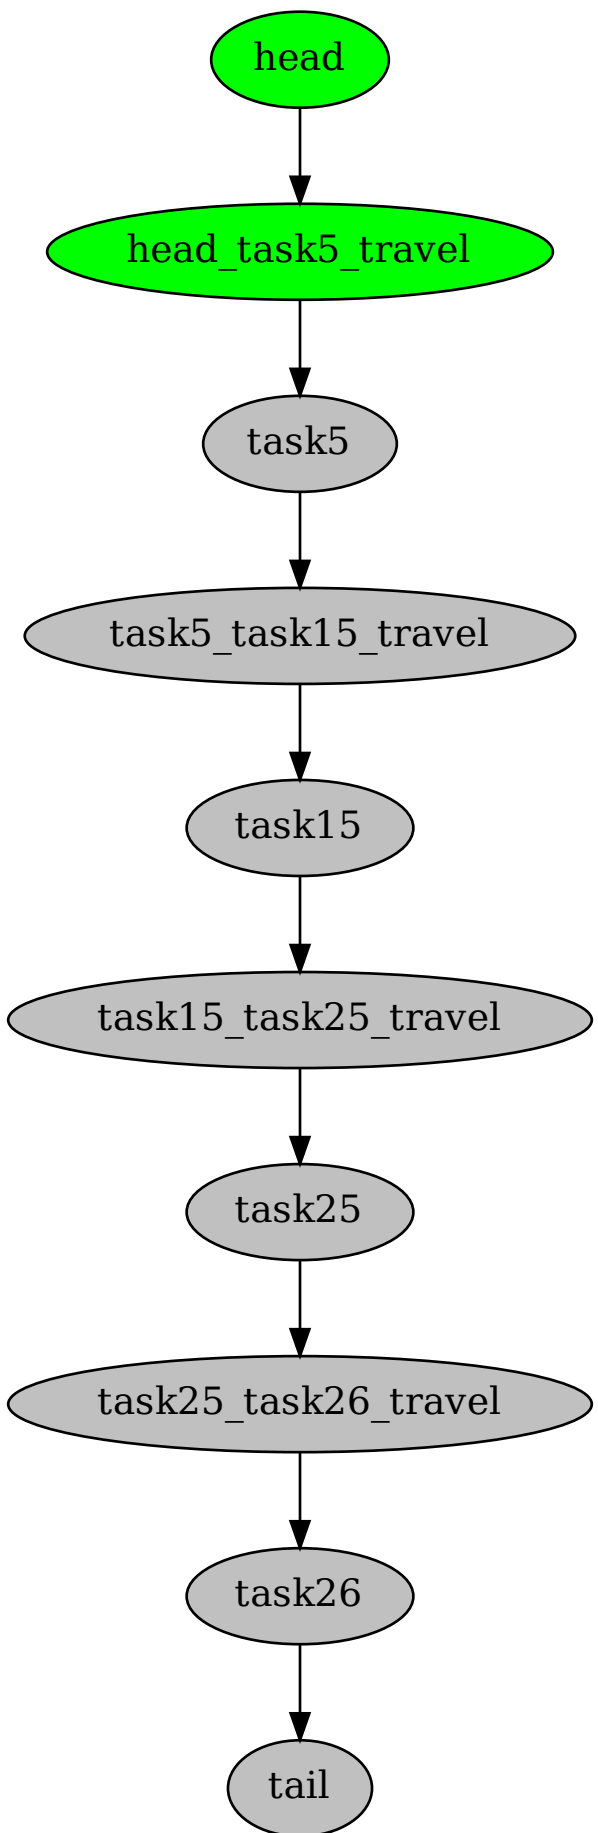 head
head_task5_travel
task5
task5_task15_travel
task15
task15_task25_travel
task25
task25_task26_travel
task26
tail